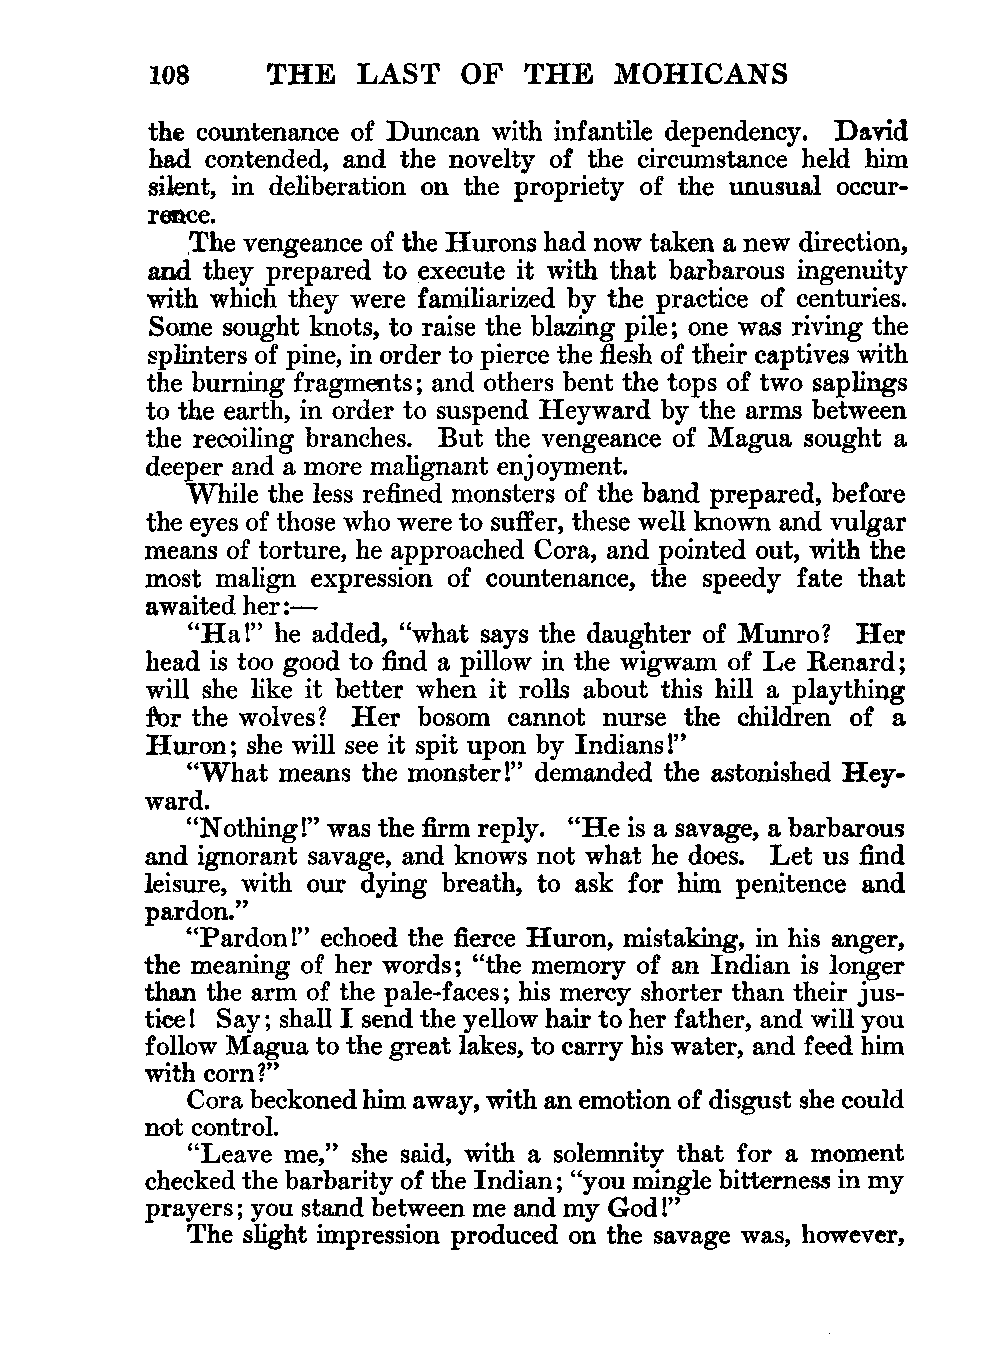 108 THE LAST OF THE MOHICANS
the countenance of Duncan with infantile dependency. David
had contended, and the novelty of the circumstance held him
silent, in deliberation on the propriety of the unusual occur-
rence.
The vengeance of the Hurons had now taken a new direction,
and they prepared to execute it with that barbarous ingenuity
with which they were familiarized by the practice of centuries.
Some sought knots, to raise the blazing pile; one was riving the
splinters of pine, in order to pierce the flesh of their captives with
the burning fragments; and others bent the tops of two saplings
to the earth, in order to suspend Heyward by the arms between
the recoiling branches. But the vengeance of Magua sought a
deeper and a more malignant enjoyment.
While the less refined monsters of the band prepared, before
the eyes of those who were to suffer, these well known and vulgar
means of torture, he approached Cora, and pointed out, with the
most malign expression of countenance, the speedy fate that
awaited her:—
"Ha!" he added, "what says the daughter of Munro? Her
head is too good to find a pillow in the wigwam of Le Renard;
will she like it better when it rolls about this hill a plaything
for the wolves? Her bosom cannot nurse the children of a
Huron; she will see it spit upon by Indians!"
"What means the monster!" demanded the astonished Hey-
ward.
"Nothing!" was the firm reply. "He is a savage, a barbarous
and ignorant savage, and knows not what he does. Let us find
leisure, with our dying breath, to ask for him penitence and
pardon."
"Pardon!" echoed the fierce Huron, mistaking, in his anger,
the meaning of her words; "the memory of an Indian is longer
than the arm of the pale-faces; his mercy shorter than their jus-
tice! Say; shall I send the yellow hair to her father, and will you
follow Magua to the great lakes, to carry his water, and feed him
with corn?"
Cora beckoned him away, with an emotion of disgust she could
not control.
"Leave me," she said, with a solemnity that for a moment
checked the barbarity of the Indian; "you mingle bitterness in my
prayers; you stand between me and my God!"
The slight impression produced on the savage was, however,